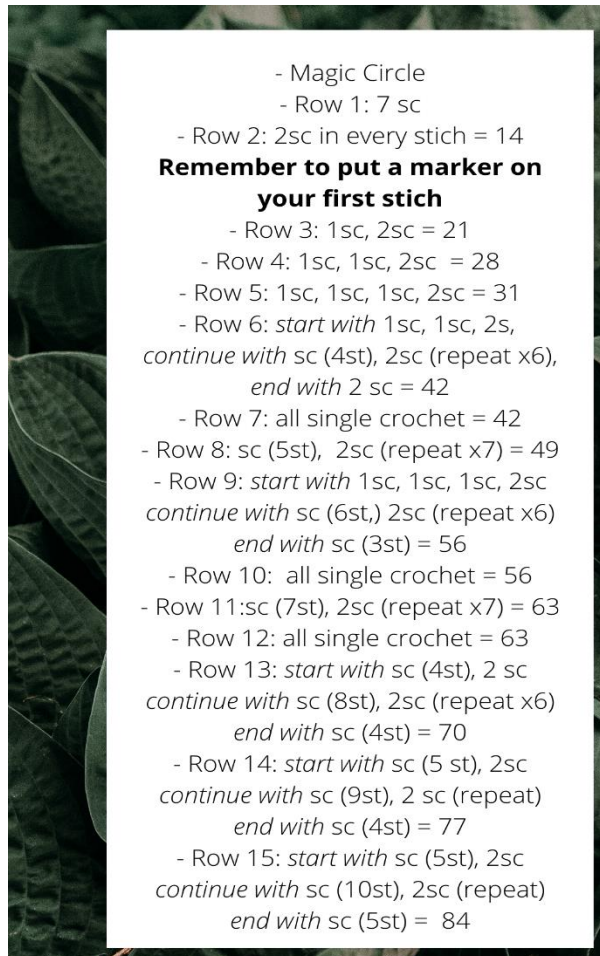 - Magic Circle
- Row 1: 7 sc
- Row 2: 2sc in every stich = 14
Remember to put a marker on
your first stich
- Row 3: 1sc, 2sc = 21
- Row 4: 1sc, 1sc, 2sc  = 28
- Row 5: 1sc, 1sc, 1sc, 2sc = 31
- Row 6: start with 1sc, 1sc, 2s,
continue with sc (4st), 2sc (repeat x6),
end with 2 sc = 42
- Row 7: all single crochet = 42
- Row 8: sc (5st),  2sc (repeat x7) = 49
- Row 9: start with 1sc, 1sc, 1sc, 2sc
continue with sc (6st,) 2sc (repeat x6)
end with sc (3st) = 56
- Row 10:  all single crochet = 56
- Row 11:sc (7st), 2sc (repeat x7) = 63
- Row 12: all single crochet = 63
- Row 13: start with sc (4st), 2 sc
continue with sc (8st), 2sc (repeat x6)
end with sc (4st) = 70
- Row 14: start with sc (5 st), 2sc
continue with sc (9st), 2 sc (repeat)
end with sc (4st) = 77
- Row 15: start with sc (5st), 2sc
continue with sc (10st), 2sc (repeat)
end with sc (5st) =  84